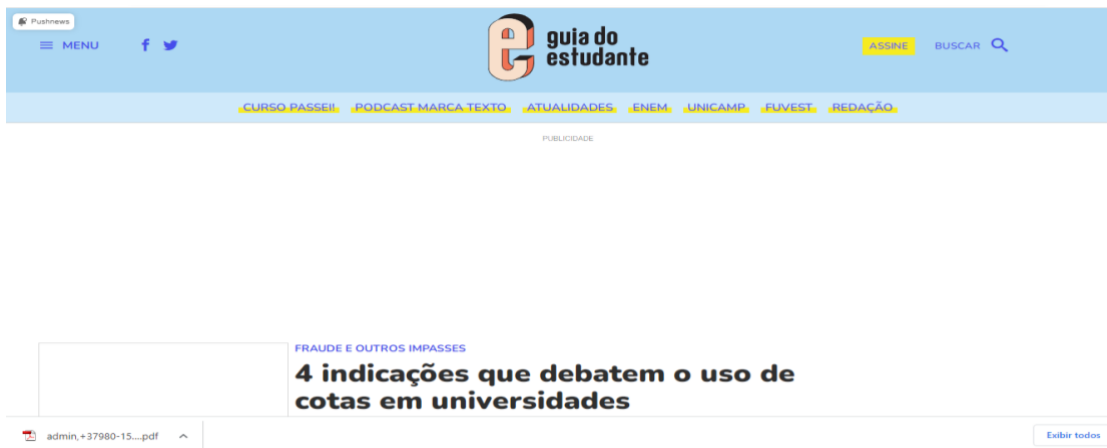 Pushnews
MENU
guia do
estudante
ASSINE
BUSCAR
CURSO PASSEI! PODCAST MARCA TEXTO ATUALIDADES ENEM UNICAMP FUVEST REDAÇÃO
PUBLICIDADE
FRAUDE E OUTROS IMPASSES
4 indicações que debatem o uso de
cotas em universidades
admin,+37980-15....pdf
Exibir todos